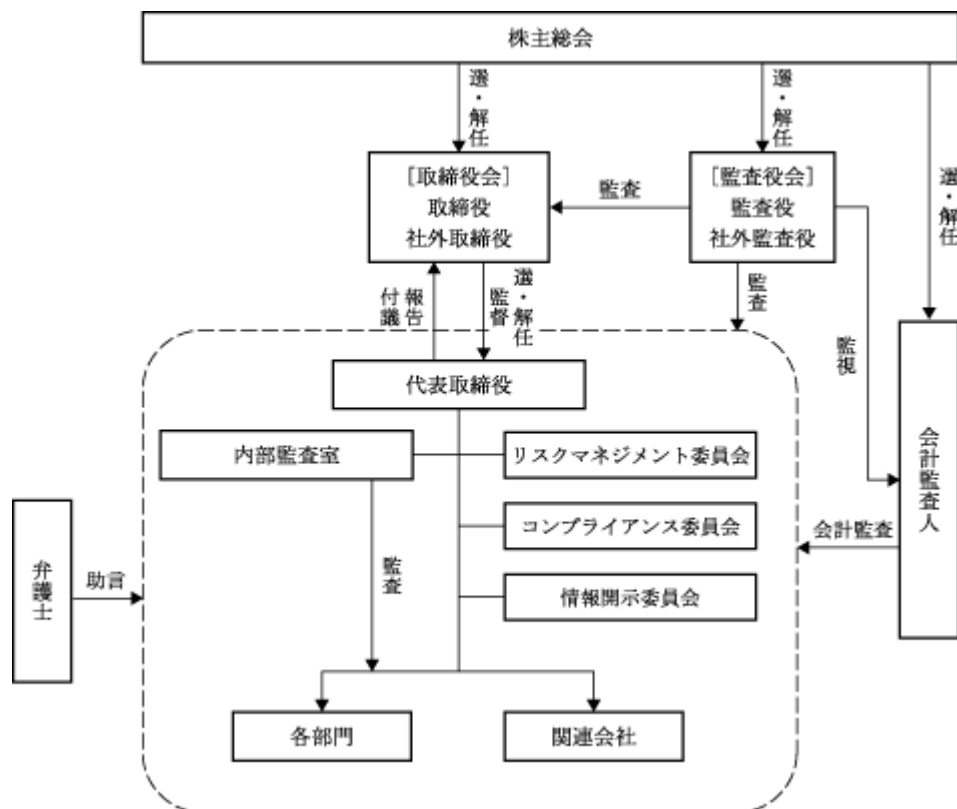 株主総会
選・解任
選・解任
選・解任
[取締役会]
取締役
社外取締役
監査
[監査役会]
監査役
社外監査役
付議
報告
監督
選・解任
監査
監視
代表取締役
内部監査室
リスクマネジメント委員会
コンプライアンス委員会
情報開示委員会
会計監査人
会計監査
弁護士
助言
監査
各部門
関連会社